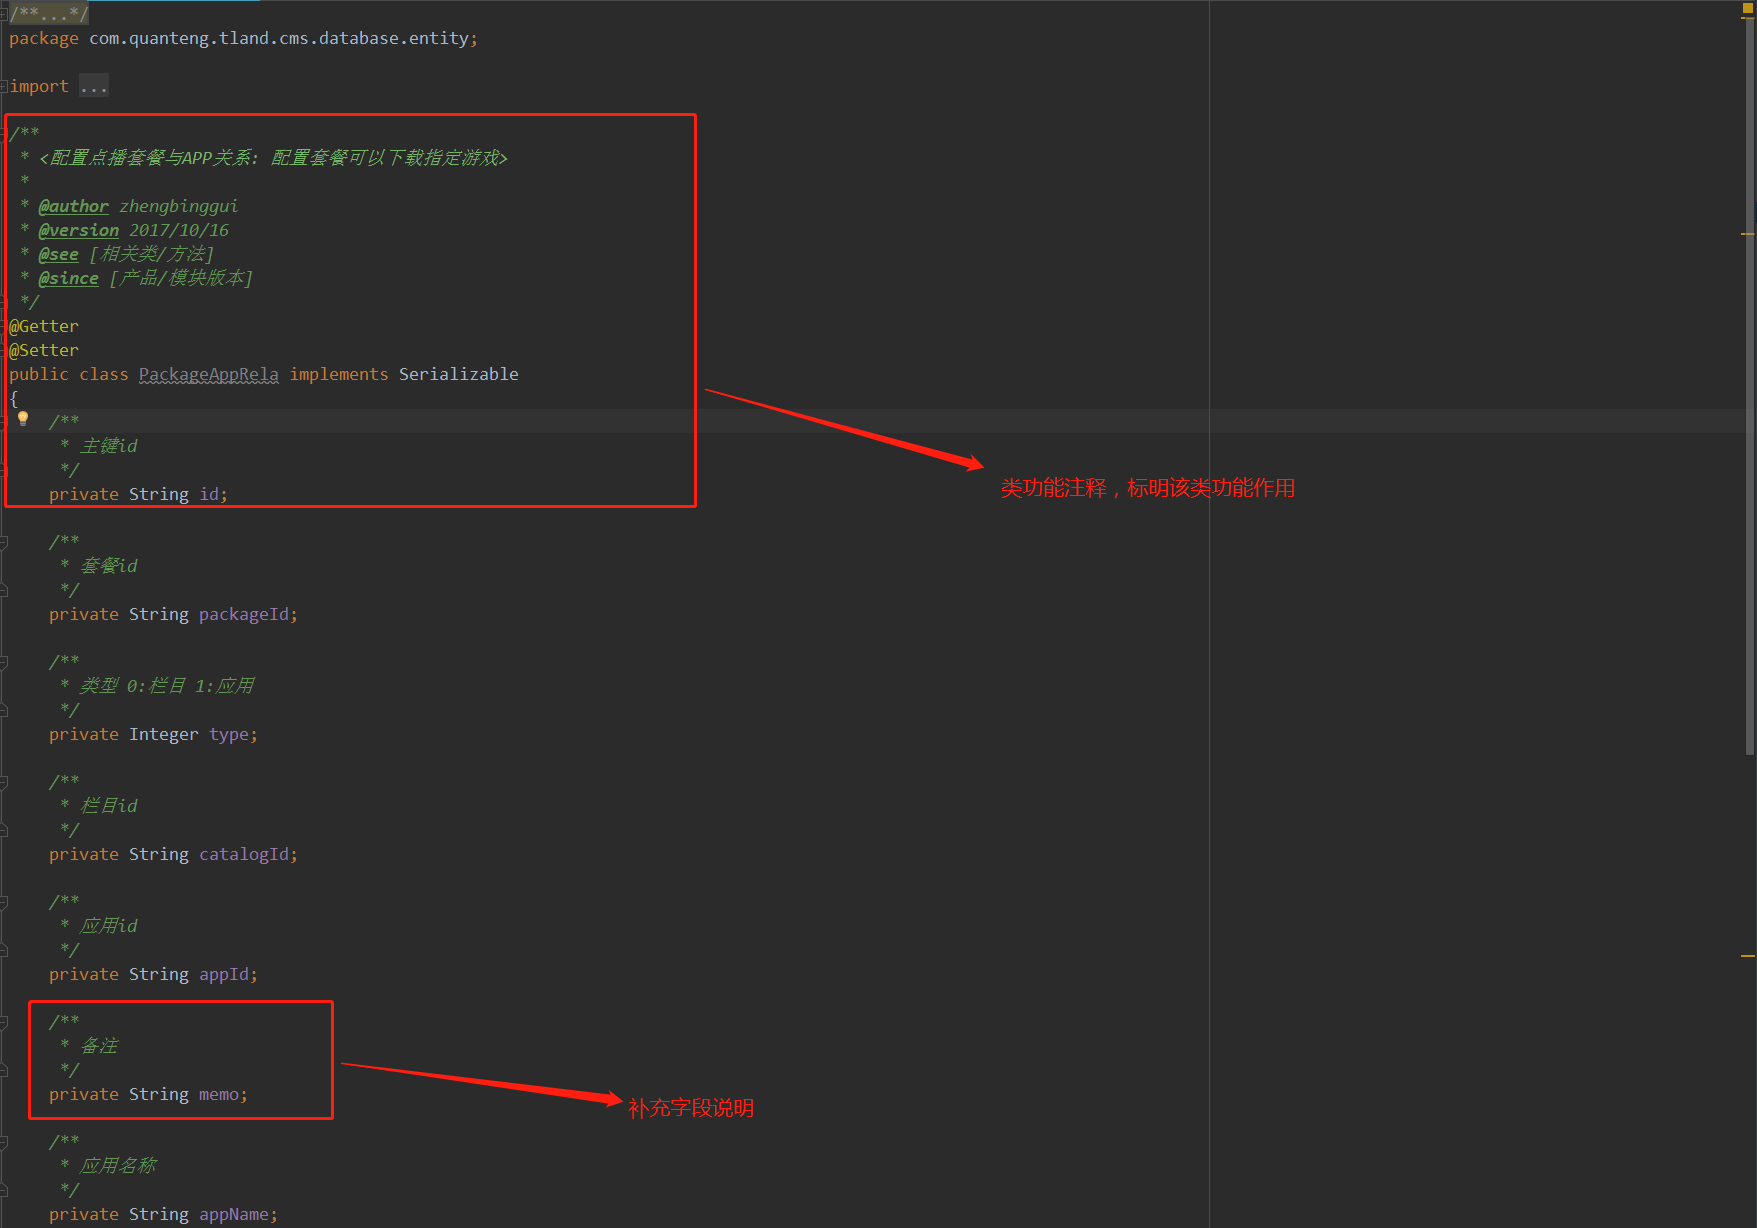 /**...*/
package com.quanteng.tland.cms.database.entity;
import ...
/**
* <配置点播套餐与APP关系: 配置套餐可以下载指定游戏>
*
* @author zhengbinggui
* @version 2017/10/16
* @see [相关类/方法]
* @since [产品/模块版本]
*/
@Getter
@Setter
public class PackageAppRela implements Serializable
{
/**
* 主键id
*/
private String id;
类功能注释，标明该类功能作用
/**
* 套餐id
*/
private String packageId;
/**
* 类型 0:栏目 1:应用
*/
private Integer type;
/**
* 栏目id
*/
private String catalogId;
/**
* 应用id
*/
private String appId;
/**
* 备注
*/
private String memo;
补充字段说明
/**
* 应用名称
*/
private String appName;